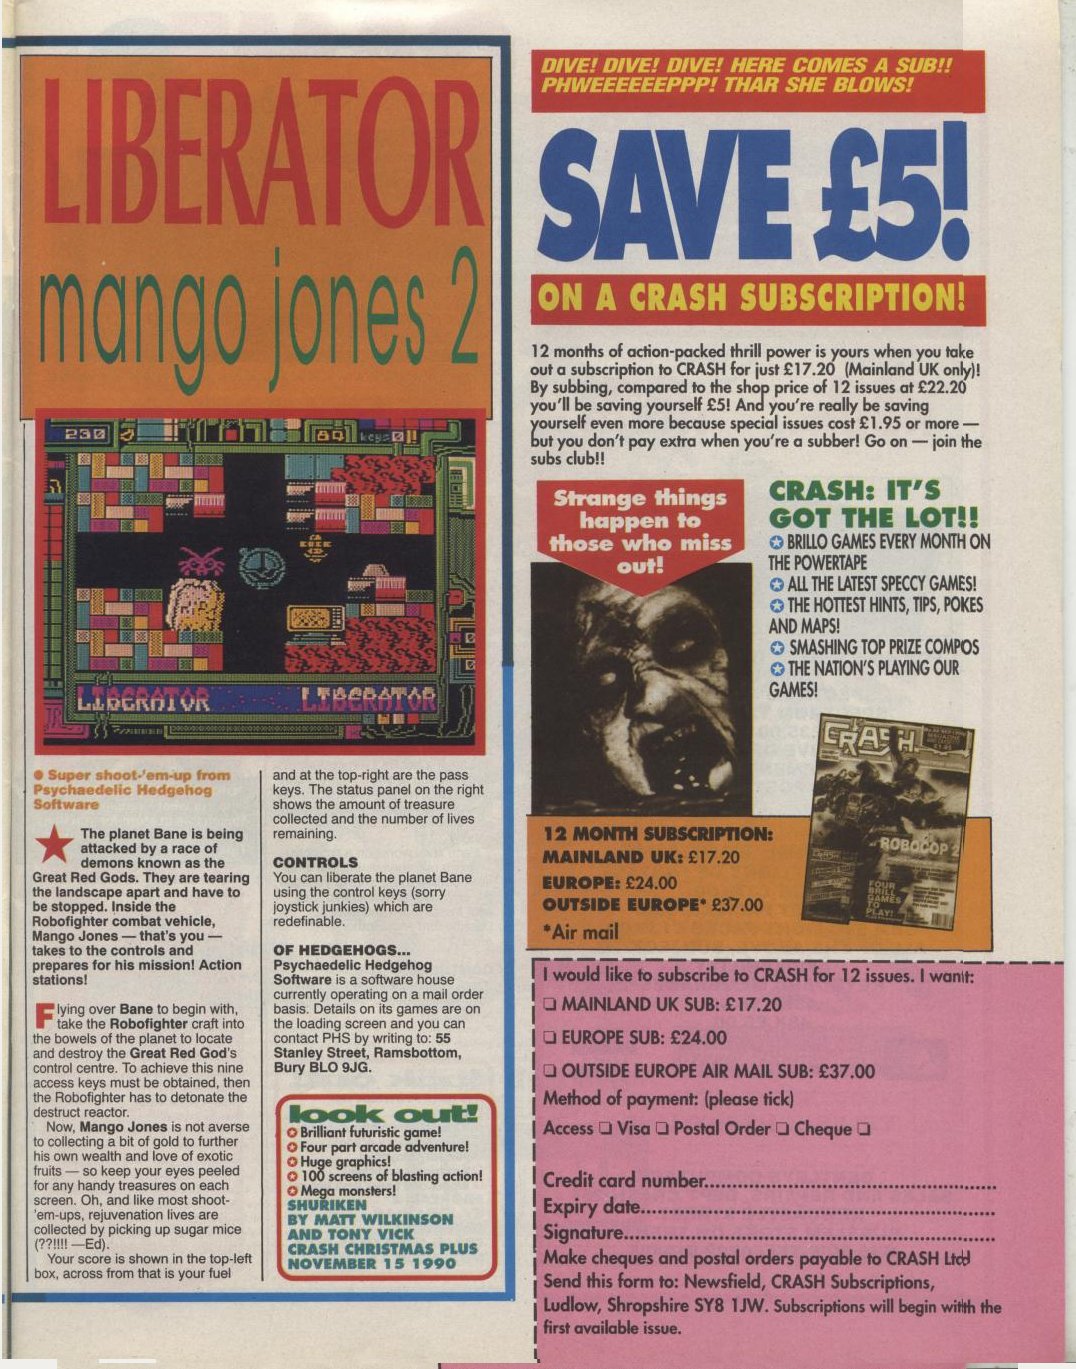 LIBERATOR
mango jones 2
230
89
keys 0
LIBERATOR
LIBERATOR
● Super shoot-'em-up from
Psychaedelic Hedgehog
Software
The planet Bane is being
attacked by a race of
demons known as the
Great Red Gods. They are tearing
the landscape apart and have to
be stopped. Inside the
Robofighter combat vehicle,
Mango Jones — that's you —
takes to the controls and
prepares for his mission! Action
stations!
Flying over Bane to begin with,
take the Robofighter craft into
the bowels of the planet to locate
and destroy the Great Red God's
control centre. To achieve this nine
access keys must be obtained, then
the Robofighter has to detonate the
destruct reactor.
Now, Mango Jones is not averse
to collecting a bit of gold to further
his own wealth and love of exotic
fruits — so keep your eyes peeled
for any handy treasures on each
screen. Oh, and like most shoot-
'em-ups, rejuvenation lives are
collected by picking up sugar mice
(??!!!! —Ed).
Your score is shown in the top-left
box, across from that is your fuel
and at the top-right are the pass
keys. The status panel on the right
shows the amount of treasure
collected and the number of lives
remaining.
CONTROLS
You can liberate the planet Bane
using the control keys (sorry
joystick junkies) which are
redefinable.
OF HEDGEHOGS...
Psychaedelic Hedgehog
Software is a software house
currently operating on a mail order
basis. Details on its games are on
the loading screen and you can
contact PHS by writing to: 55
Stanley Street, Ramsbottom,
Bury BLO 9JG.
look out!
Brilliant futuristic game!
Four part arcade adventure!
Huge graphics!
100 screens of blasting action!
Mega monsters!
SHURIKEN
BY MATT WILKINSON
AND TONY VICK
CRASH CHRISTMAS PLUS
NOVEMBER 15 1990
DIVE! DIVE! DIVE! HERE COMES A SUB!!
PHWEEEEEEPPP! THAR SHE BLOWS!
SAVE £5!
ON A CRASH SUBSCRIPTION!
12 months of action-packed thrill power is yours when you take
out a subscription to CRASH for just £17.20 (Mainland UK only)!
By subbing, compared to the shop price of 12 issues at £22.20
you'll be saving yourself £5! And you're really be saving
yourself even more because special issues cost £1.95 or more —
but you don't pay extra when you're a subber! Go on — join the
subs club!!
Strange things
happen to
those who miss
out!
CRASH: IT'S
GOT THE LOT!!
BRILLO GAMES EVERY MONTH ON
THE POWERTAPE
ALL THE LATEST SPECCY GAMES!
THE HOTTEST HINTS, TIPS, POKES
AND MAPS!
SMASHING TOP PRIZE COMPOS
THE NATION'S PLAYING OUR
GAMES!
CRASH
ROBOCOP 2
FOUR
BRILL
GAMES
TO
PLAY!
12 MONTH SUBSCRIPTION:
MAINLAND UK: £17.20
EUROPE: £24.00
OUTSIDE EUROPE* £37.00
*Air mail
I would like to subscribe to CRASH for 12 issues. I want:
❏ MAINLAND UK SUB: £17.20
❏ EUROPE SUB: £24.00
❏ OUTSIDE EUROPE AIR MAIL SUB: £37.00
Method of payment: (please tick)
Access ❏ Visa ❏ Postal Order ❏ Cheque ❏
Credit card number..................................................
Expiry date..................................................
Signature..................................................
Make cheques and postal orders payable to CRASH Ltd
Send this form to: Newsfield, CRASH Subscriptions,
Ludlow, Shropshire SY8 1JW. Subscriptions will begin with the
first available issue.